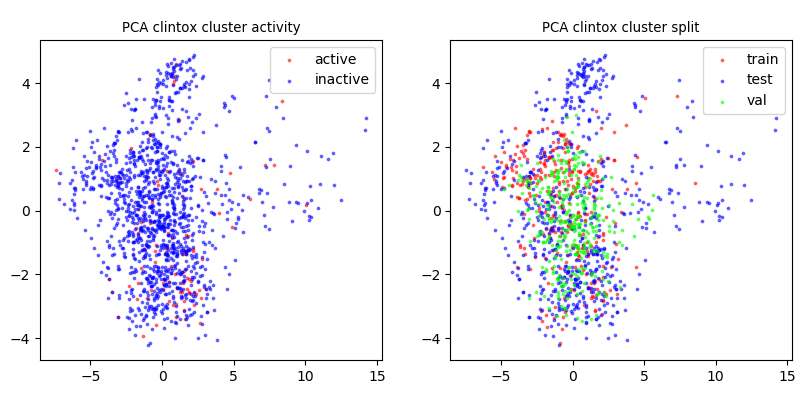 PCA clintox cluster activity
active
inactive
4
2
0
−2
−4
−5
0
5
10
15
PCA clintox cluster split
train
test
val
4
2
0
−2
−4
−5
0
5
10
15